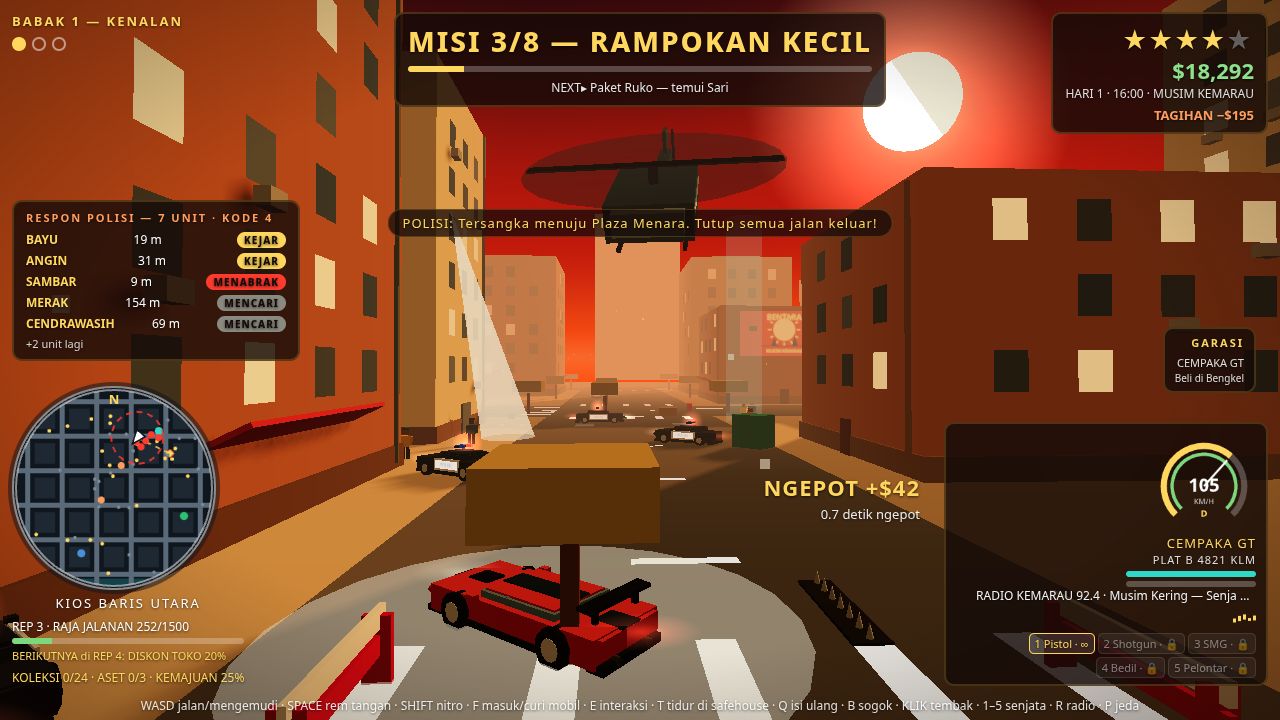 BABAK 1 — KENALAN
MISI 3/8 — RAMPOKAN KECIL
NEXT▸ Paket Ruko — temui Sari
★★★★★
$18,292
HARI 1 · 16:00 · MUSIM KEMARAU
TAGIHAN −$195
RESPON POLISI — 7 UNIT · KODE 4
BAYU 19 m KEJAR
ANGIN 31 m KEJAR
SAMBAR 9 m MENABRAK
MERAK 154 m MENCARI
CENDRAWASIH 69 m MENCARI
+2 unit lagi
POLISI: Tersangka menuju Plaza Menara. Tutup semua jalan keluar!
GARASI
CEMPAKA GT
Beli di Bengkel
N
NGEPOT +$42
0.7 detik ngepot
105
KM/H
D
CEMPAKA GT
PLAT B 4821 KLM
RADIO KEMARAU 92.4 · Musim Kering — Senja ...
1 Pistol · ∞ 2 Shotgun · 🔒 3 SMG · 🔒
4 Bedil · 🔒 5 Pelontar · 🔒
KIOS BARIS UTARA
REP 3 · RAJA JALANAN 252/1500
BERIKUTNYA di REP 4: DISKON TOKO 20%
KOLEKSI 0/24 · ASET 0/3 · KEMAJUAN 25%
WASD jalan/mengemudi · SPACE rem tangan · SHIFT nitro · F masuk/curi mobil · E interaksi · T tidur di safehouse · Q isi ulang · B sogok · KLIK tembak · 1–5 senjata · R radio · P jeda